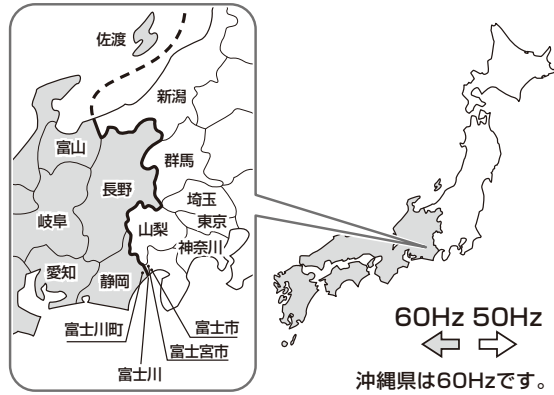 佐渡
新潟
富山
群馬
長野
埼玉
岐阜
山梨
東京
神奈川
愛知
静岡
富士川町
富士市
富士宮市
富士川
60Hz 50Hz
沖縄県は60Hzです。